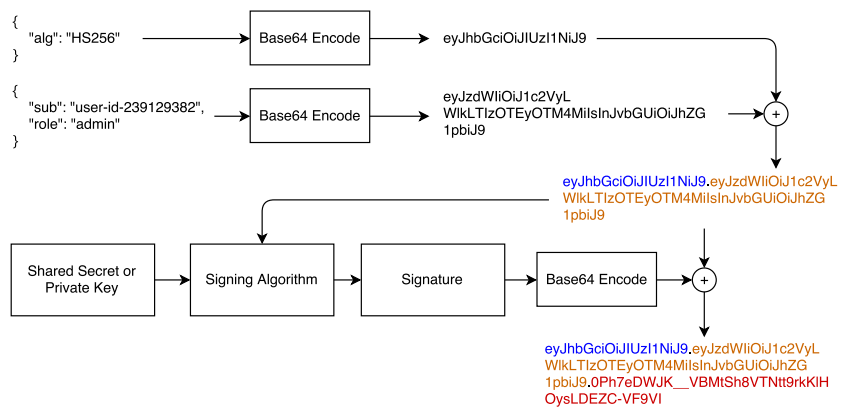 {
"alg": "HS256"
}
Base64 Encode
eyJhbGciOiJIUzI1NiJ9
{
"sub": "user-id-239129382",
"role": "admin"
}
Base64 Encode
eyJzdWIiOiJ1c2VyL
WlkLTIzOTEyOTM4MiIsInJvbGUiOiJhZG
1pbiJ9
+
eyJhbGciOiJIUzI1NiJ9.eyJzdWIiOiJ1c2VyL
WlkLTIzOTEyOTM4MiIsInJvbGUiOiJhZG
1pbiJ9
Shared Secret or
Private Key
Signing Algorithm
Signature
Base64 Encode
+
eyJhbGciOiJIUzI1NiJ9.eyJzdWIiOiJ1c2VyL
WlkLTIzOTEyOTM4MiIsInJvbGUiOiJhZG
1pbiJ9.0Ph7eDWJK__VBMtSh8VTNtt9rkKlH
OysLDEZC-VF9VI